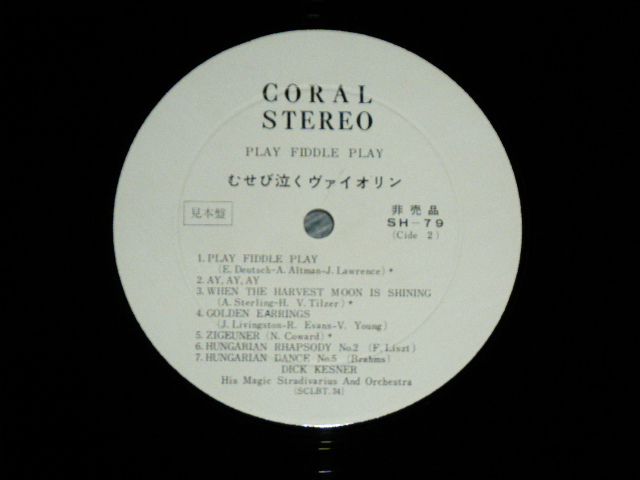 CORAL
STEREO
PLAY FIDDLE PLAY
むせび泣くヴァイオリン
見本盤
非売品
SH-79
(Cide 2)
1. PLAY FIDDLE PLAY
(E. Deutsch-A. Altman-J. Lawrence) *
2. AY, AY, AY
3. WHEN THE HARVEST MOON IS SHINING
(A. Sterling-H. V. Tilzer) *
4. GOLDEN EARRINGS
(J. Livingston-R. Evans-V. Young)
5. ZIGEUNER (N. Coward) *
6. HUNGARIAN RHAPSODY No.2 (F. Liszt)
7. HUNGARIAN DANCE No.5 (Brahms)
DICK KESNER
His Magic Stradivarius And Orchestra
(SCLBT. 34)